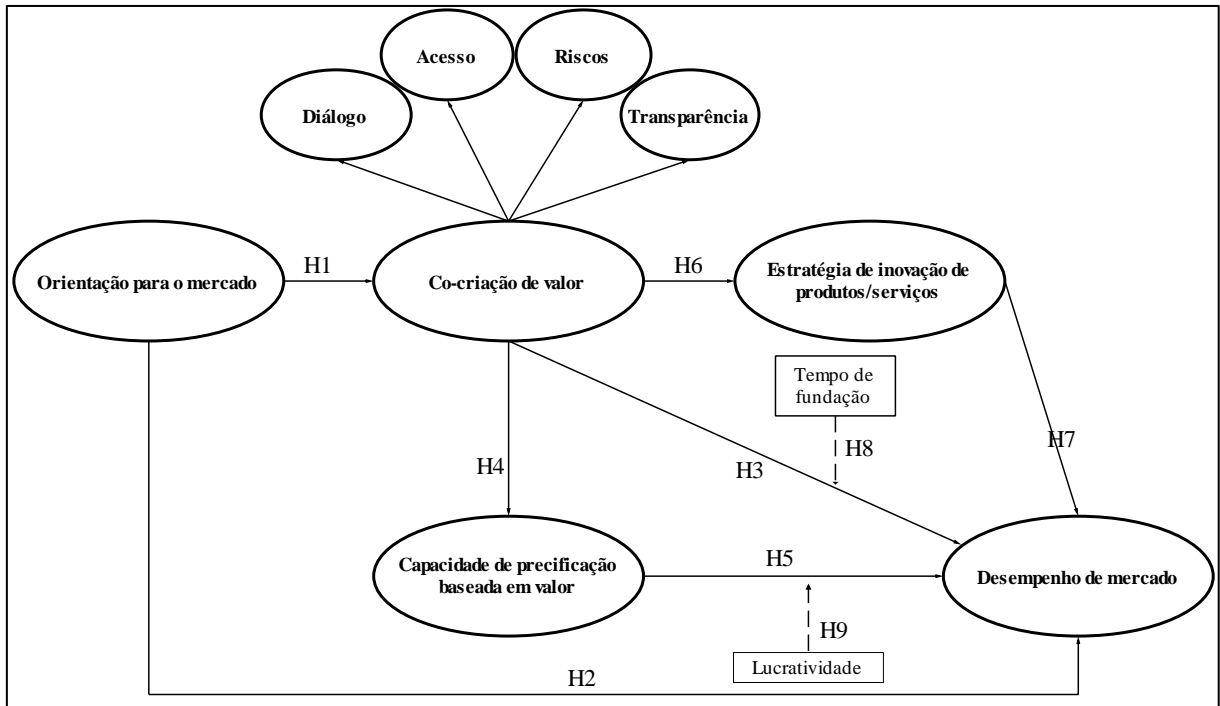 Acesso
Riscos
Diálogo
Transparência
Orientação para o mercado
H1
Co-criação de valor
H6
Estratégia de inovação de
produtos/serviços
Tempo de
fundação
H8
H7
H4
H3
Capacidade de precificação
baseada em valor
H5
Desempenho de mercado
H9
Lucratividade
H2